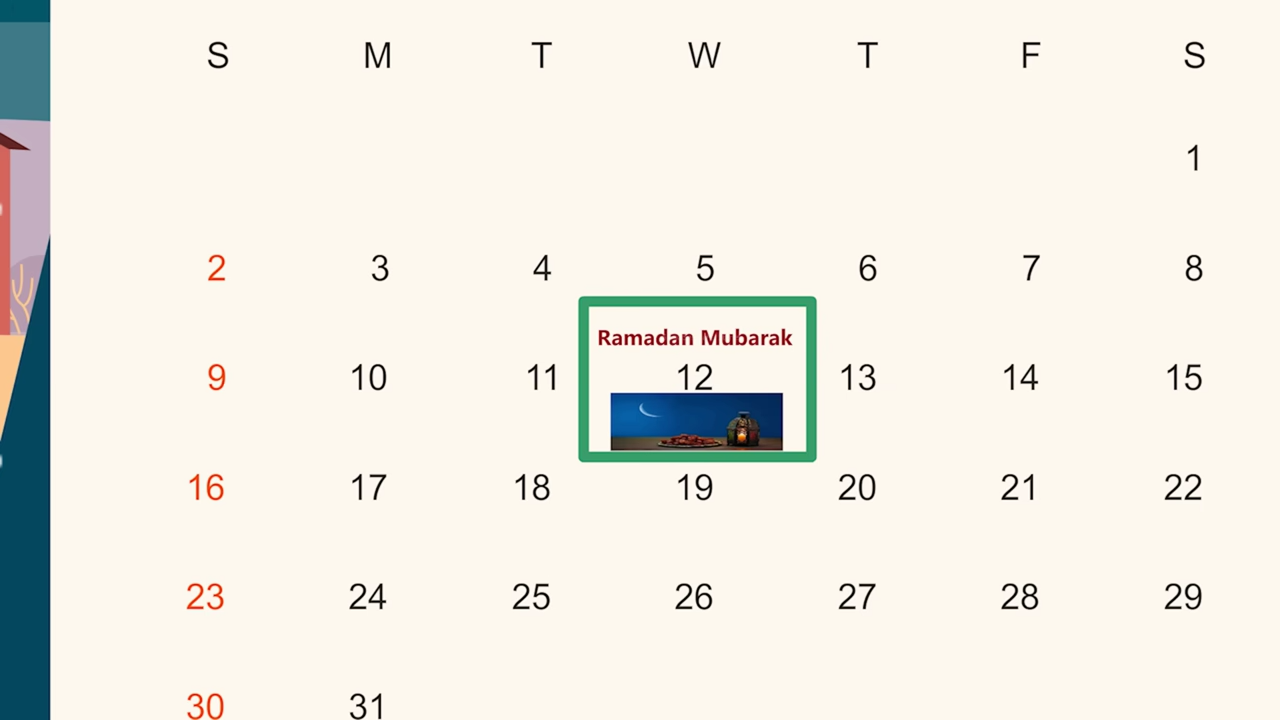 S M T W T F S
1
2 3 4 5 6 7 8
Ramadan Mubarak
9 10 11 12 13 14 15
16 17 18 19 20 21 22
23 24 25 26 27 28 29
30 31